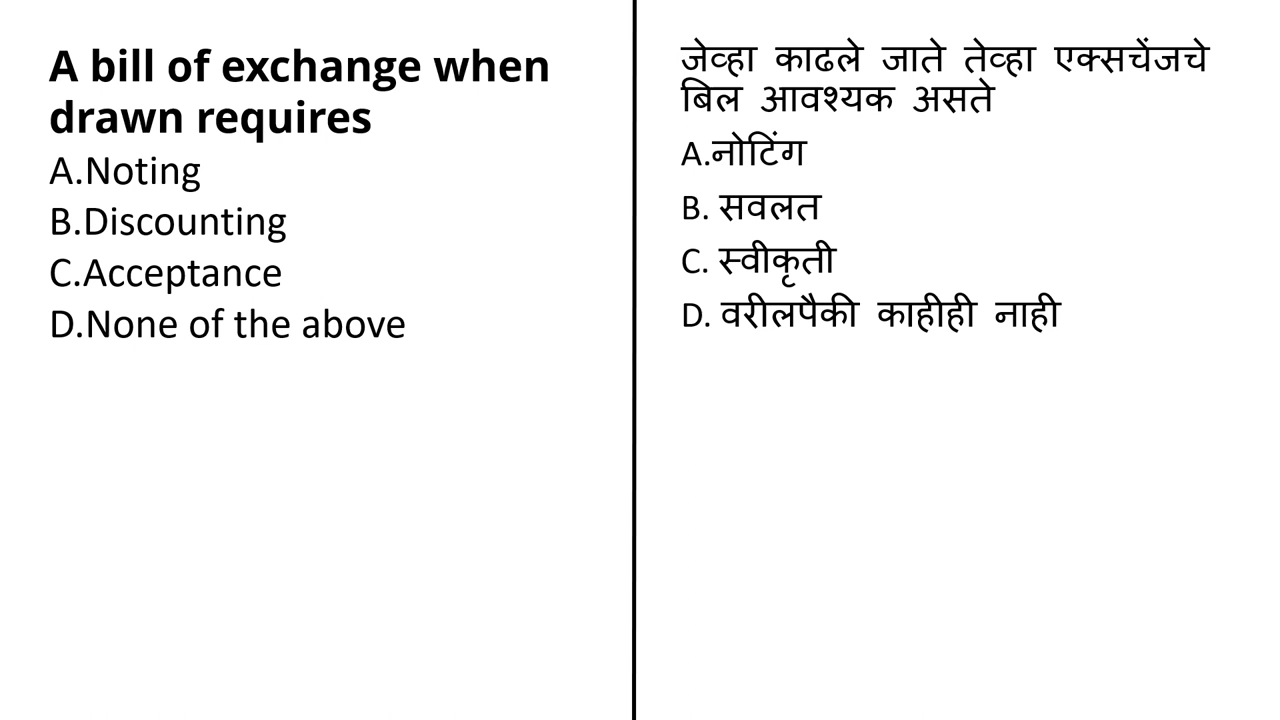 A bill of exchange when
drawn requires
A.Noting
B.Discounting
C.Acceptance
D.None of the above
जेव्हा काढले जाते तेव्हा एक्सचेंजचे
बिल आवश्यक असते
A.नोटिंग
B. सवलत
C. स्वीकृती
D. वरीलपैकी काहीही नाही